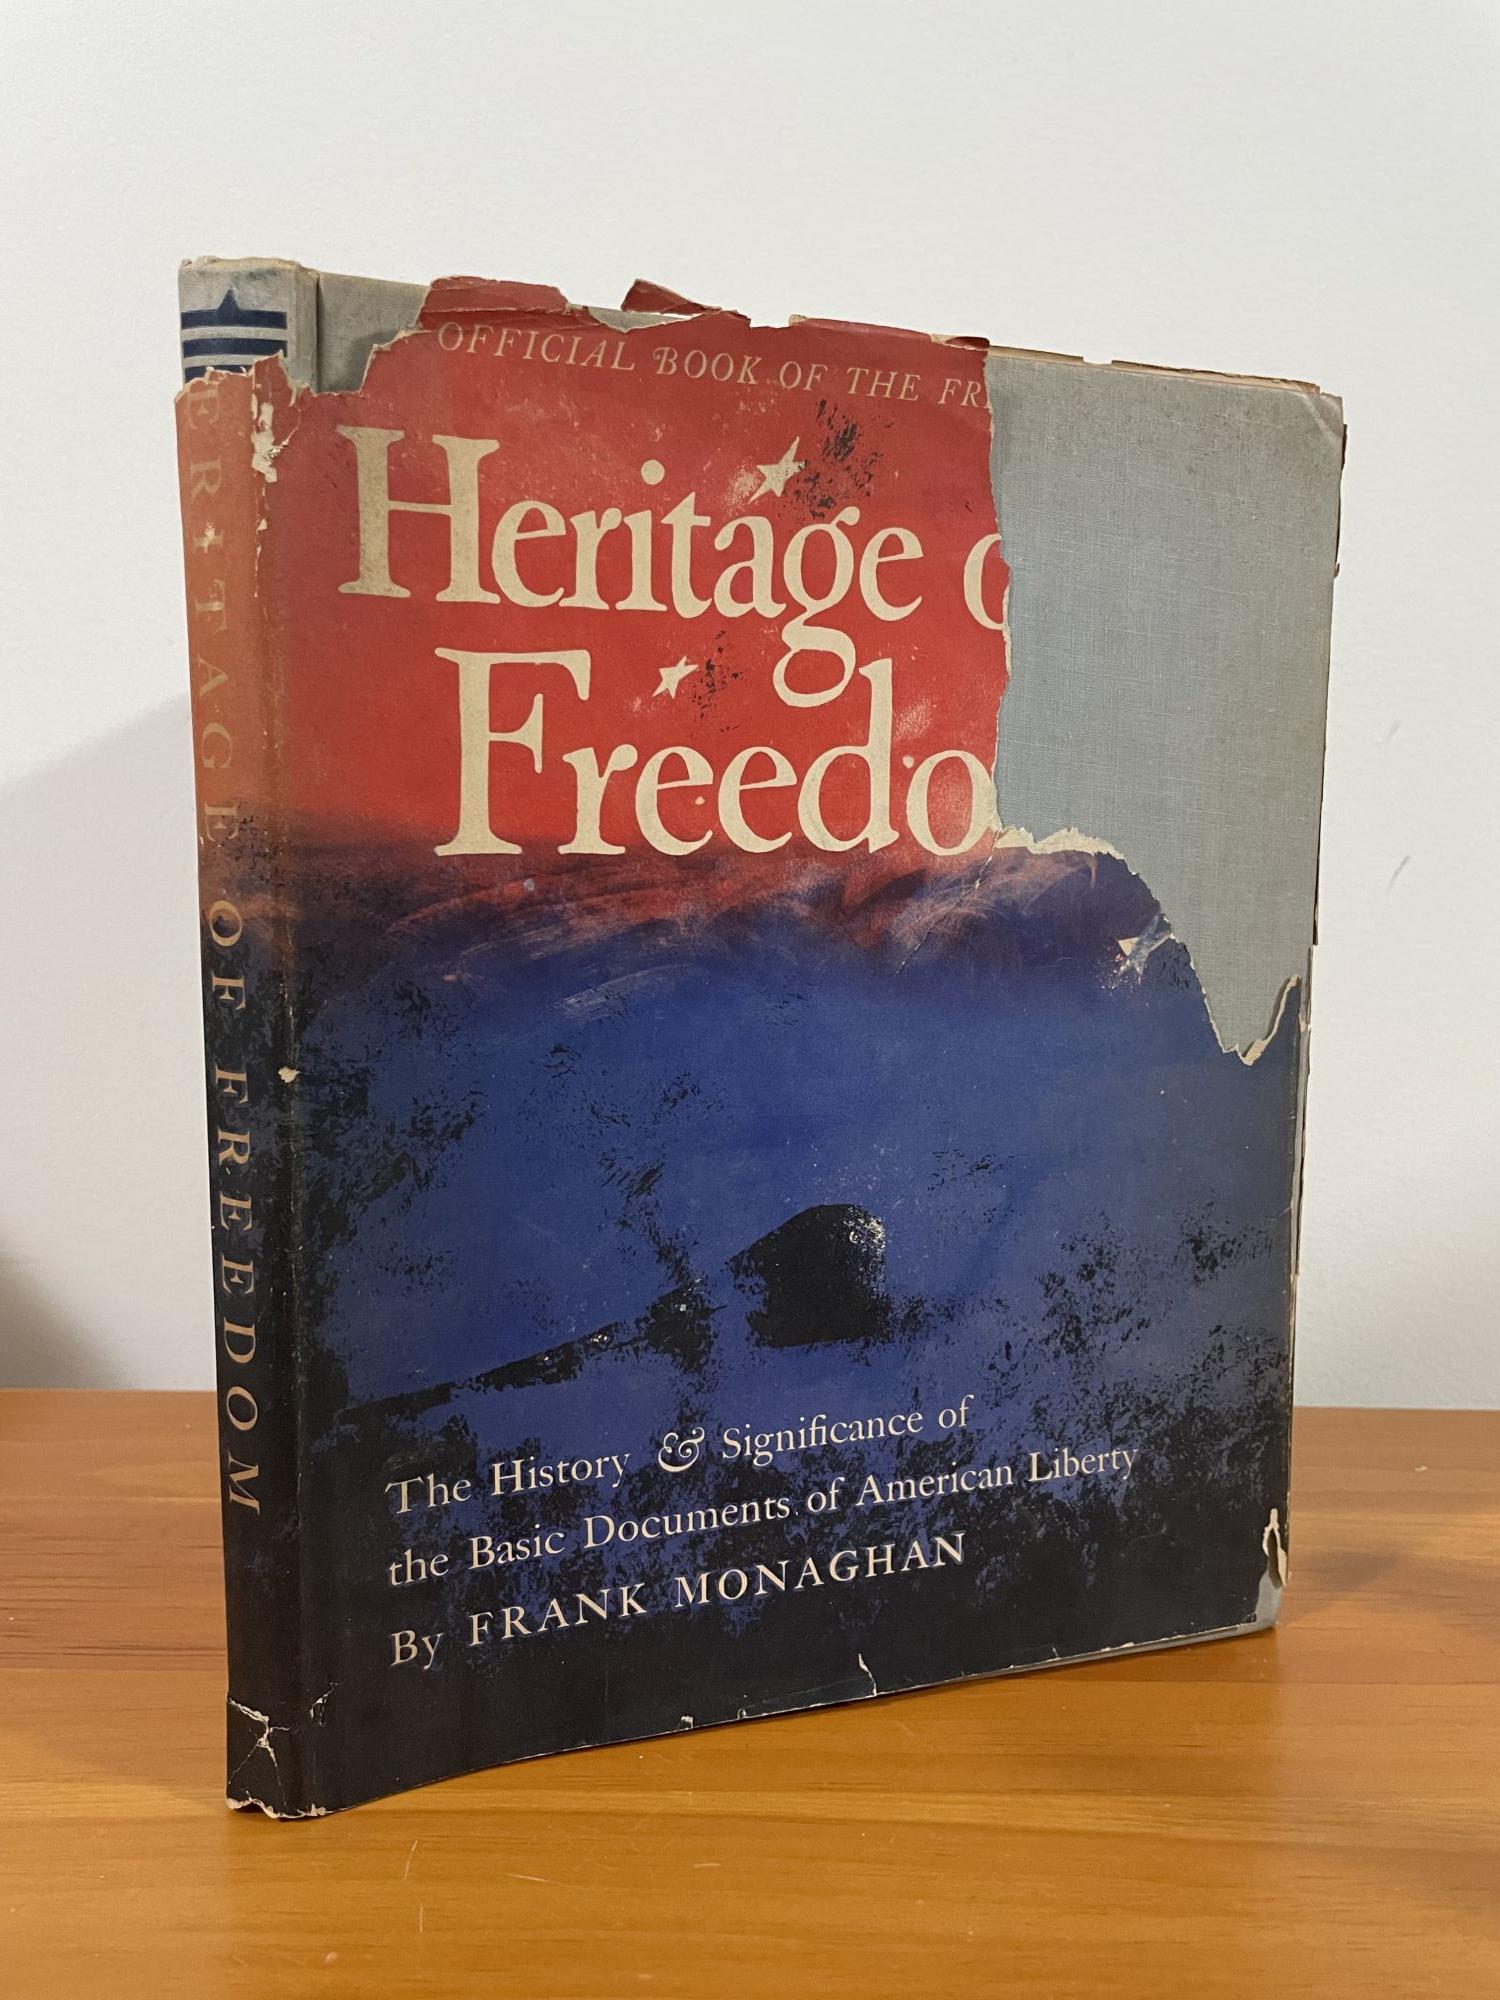 OFFICIAL BOOK OF THE FR
Heritage o
Freedo
The History & Significance of
the Basic Documents of American Liberty
By FRANK MONAGHAN
ERITAGE OF FREEDOM